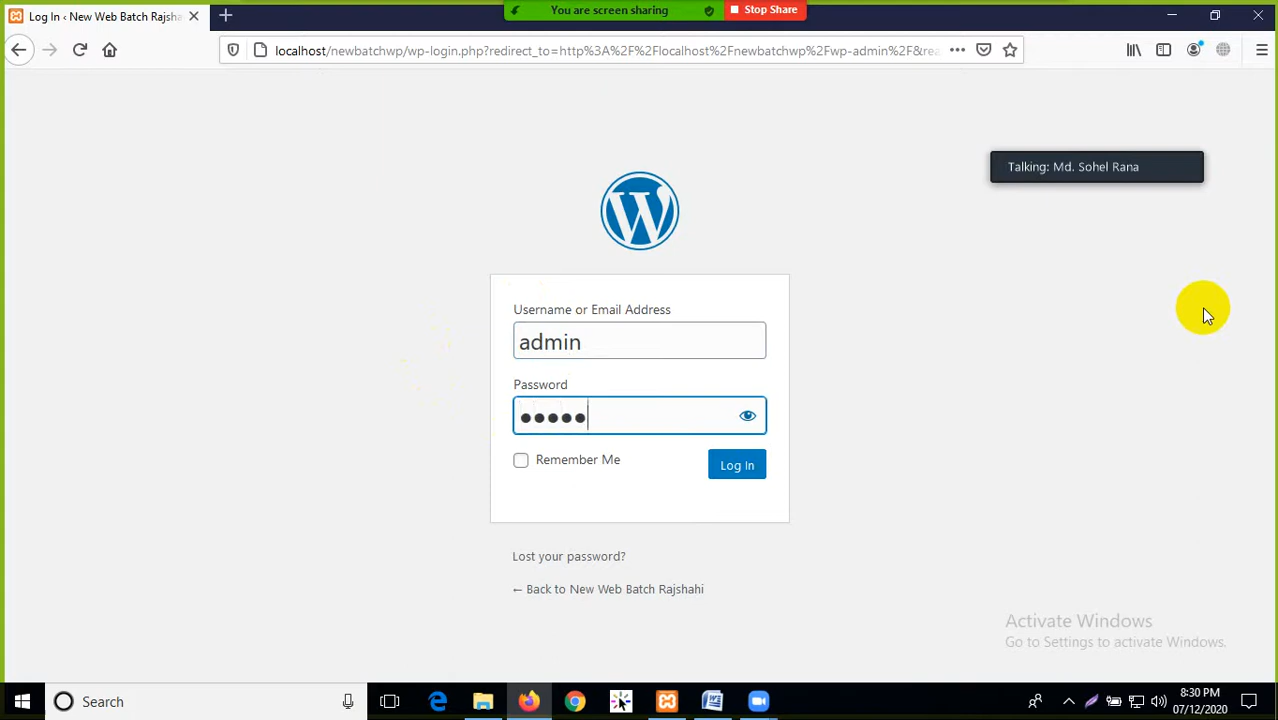 Log In ‹ New Web Batch Rajsha
You are screen sharing
Stop Share
localhost/newbatchwp/wp-login.php?redirect_to=http%3A%2F%2Flocalhost%2Fnewbatchwp%2Fwp-admin%2F&rea
Talking: Md. Sohel Rana
Username or Email Address
admin
Password
Remember Me
Log In
Lost your password?
← Back to New Web Batch Rajshahi
Activate Windows
Go to Settings to activate Windows.
Search
8:30 PM
07/12/2020